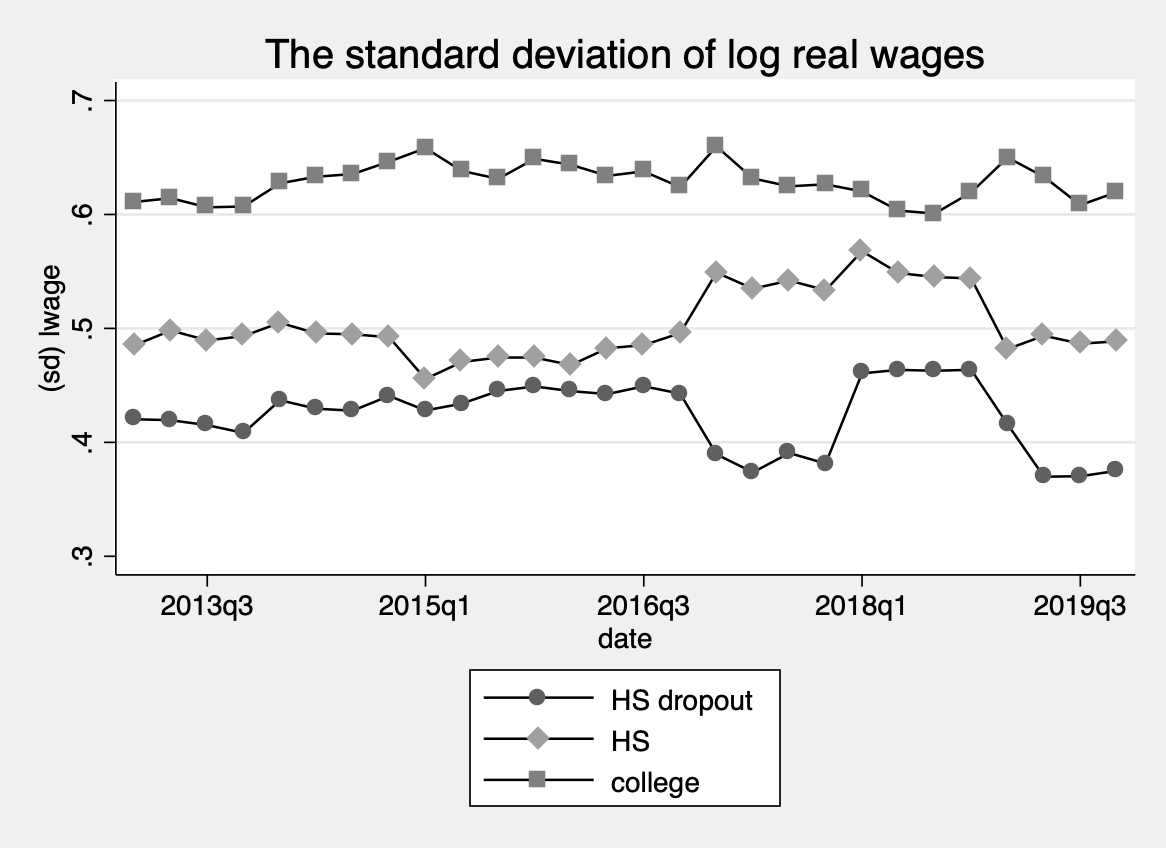 The standard deviation of log real wages
.7
.6
.5
.4
.3
(sd) lwage
2013q3 2015q1 2016q3 2018q1 2019q3
date
HS dropout
HS
college